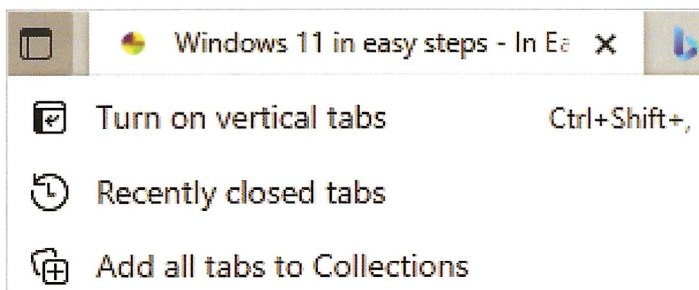 Windows 11 in easy steps - In Ea
Turn on vertical tabs Ctrl+Shift+,
Recently closed tabs
Add all tabs to Collections